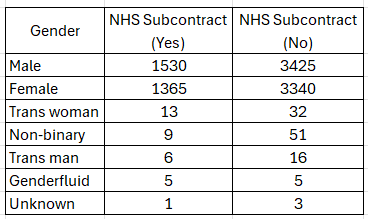 Gender NHS Subcontract (Yes) NHS Subcontract (No)
Male 1530 3425
Female 1365 3340
Trans woman 13 32
Non-binary 9 51
Trans man 6 16
Genderfluid 5 5
Unknown 1 3